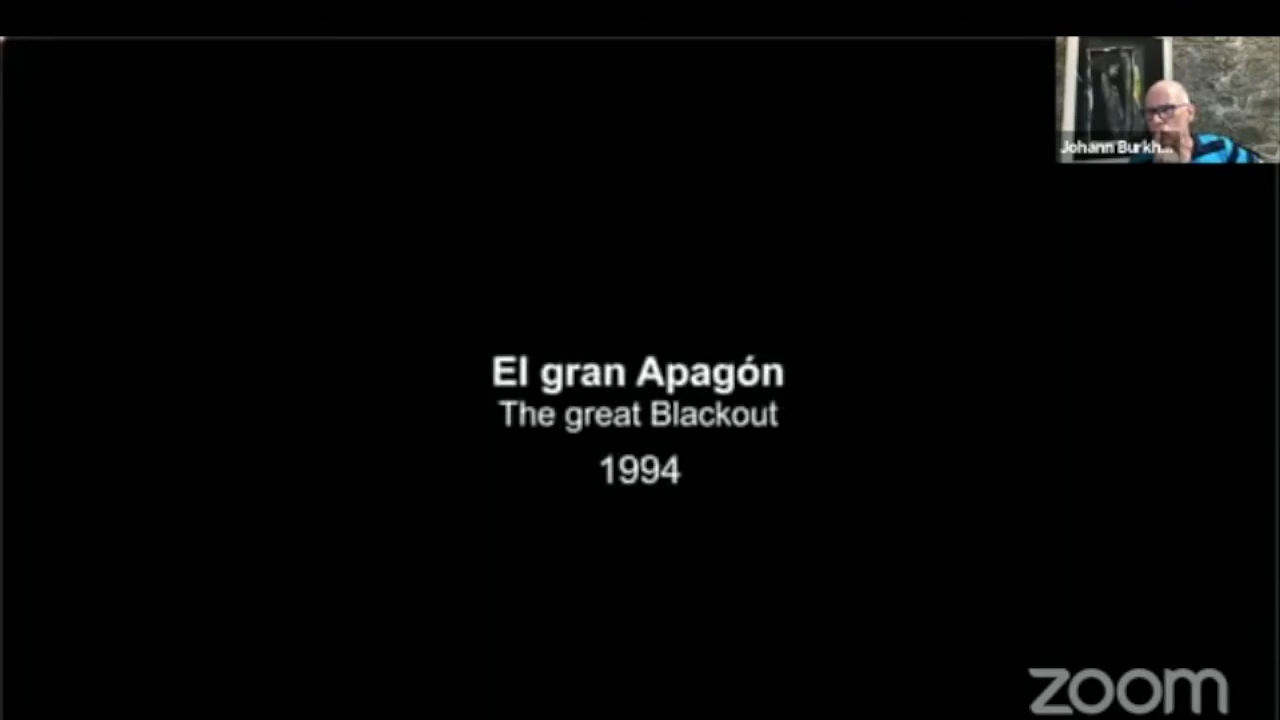 Johann Burkh...
El gran Apagón
The great Blackout
1994
zoom